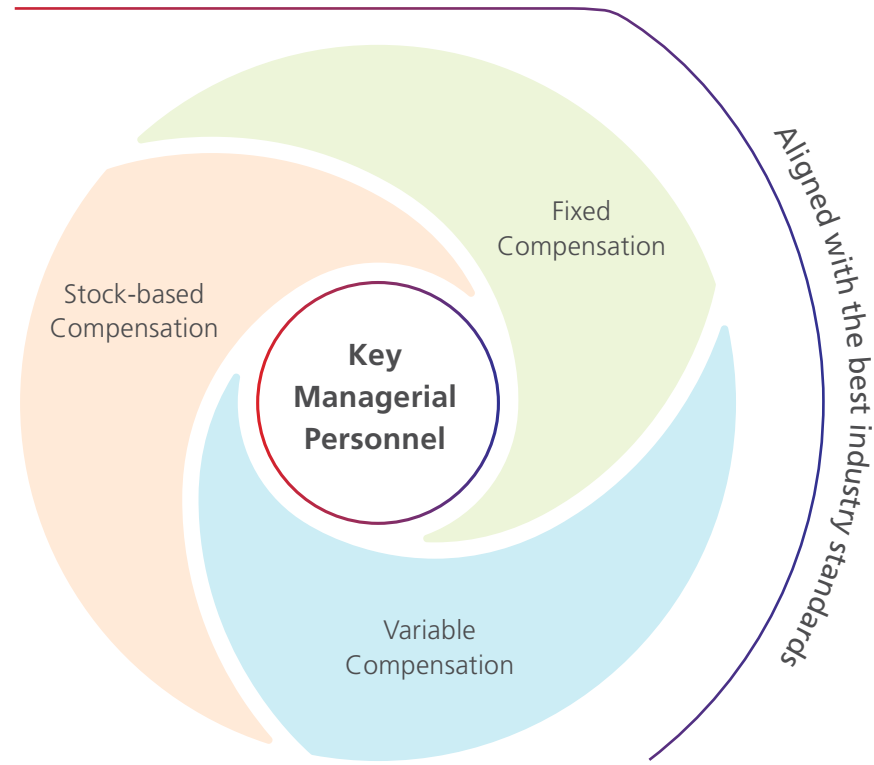 Fixed
Compensation
Stock-based
Compensation
Key
Managerial
Personnel
Variable
Compensation
Aligned with the best industry standards